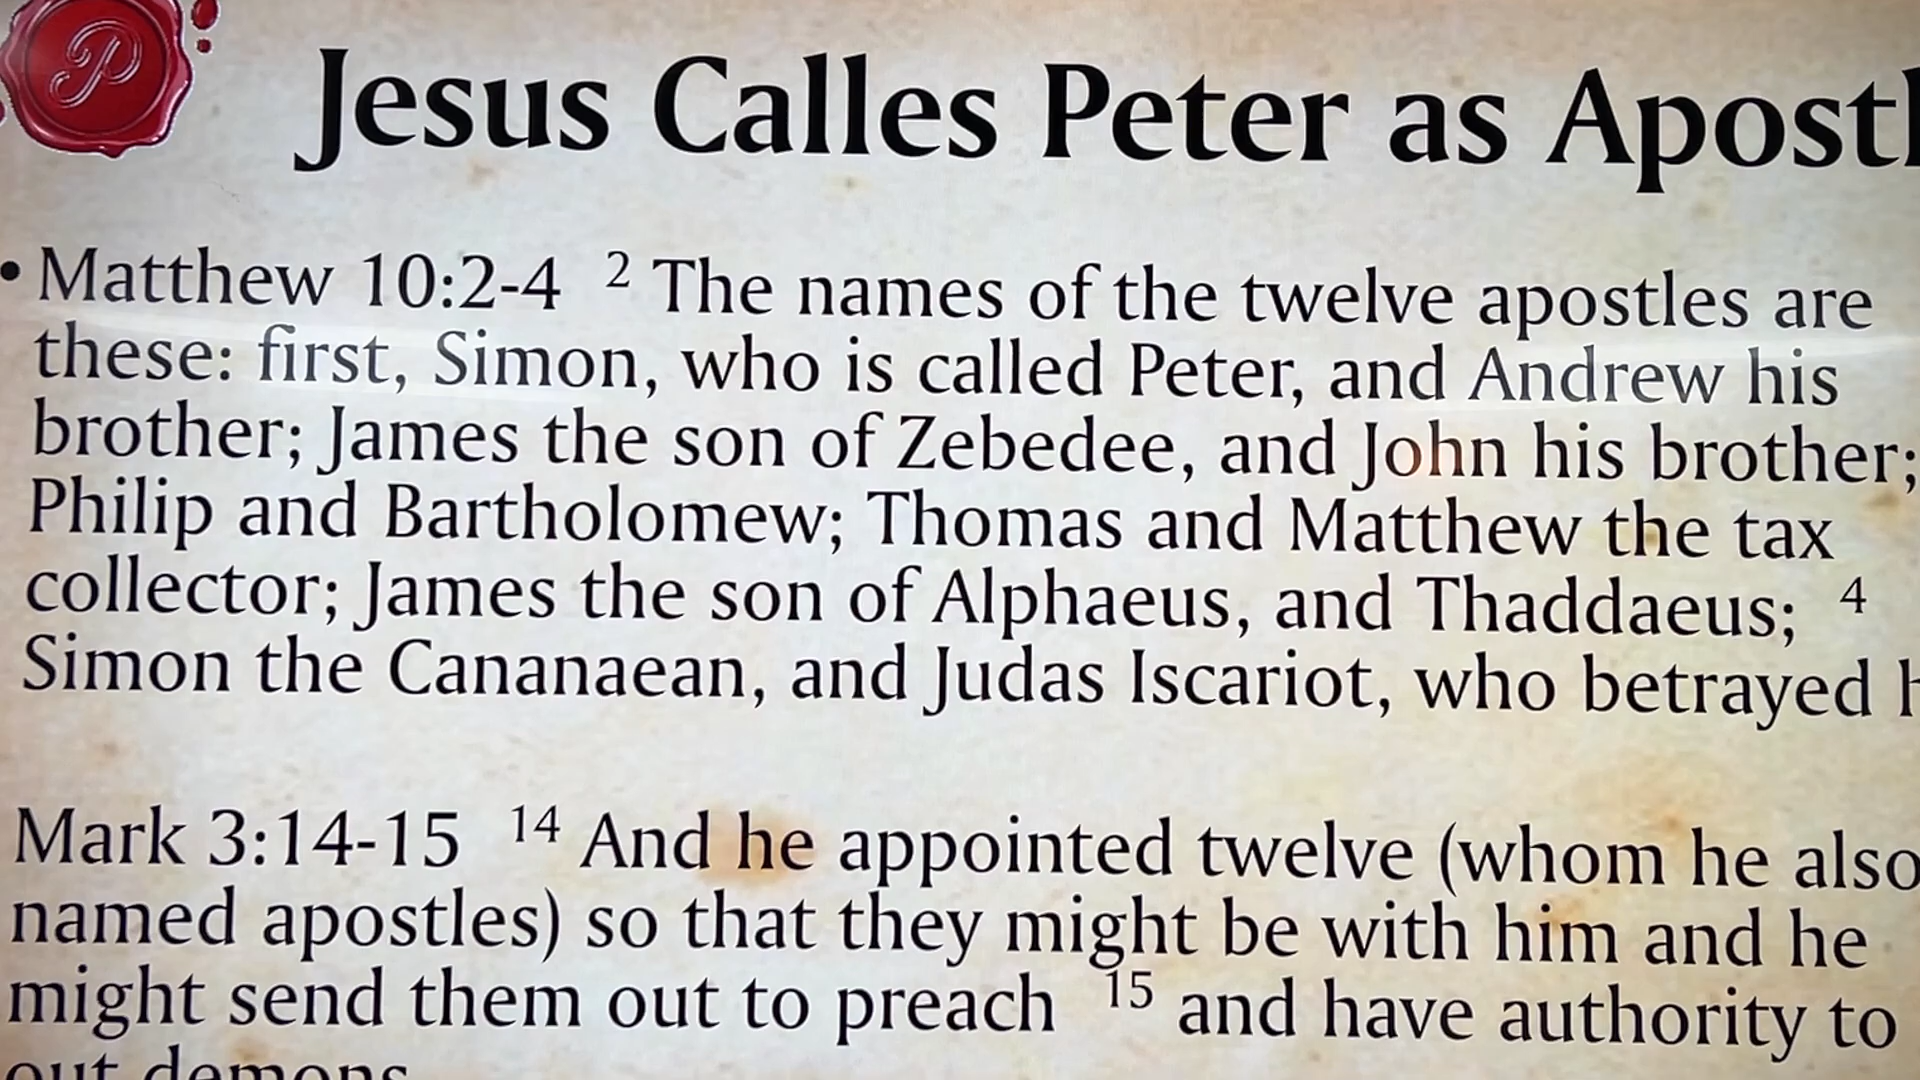 P
Jesus Calles Peter as Apostl
• Matthew 10:2-4 2 The names of the twelve apostles are
these: first, Simon, who is called Peter, and Andrew his
brother; James the son of Zebedee, and John his brother;
Philip and Bartholomew; Thomas and Matthew the tax
collector; James the son of Alphaeus, and Thaddaeus; 4
Simon the Cananaean, and Judas Iscariot, who betrayed h
Mark 3:14-15 14 And he appointed twelve (whom he also
named apostles) so that they might be with him and he
might send them out to preach 15 and have authority to
out demons